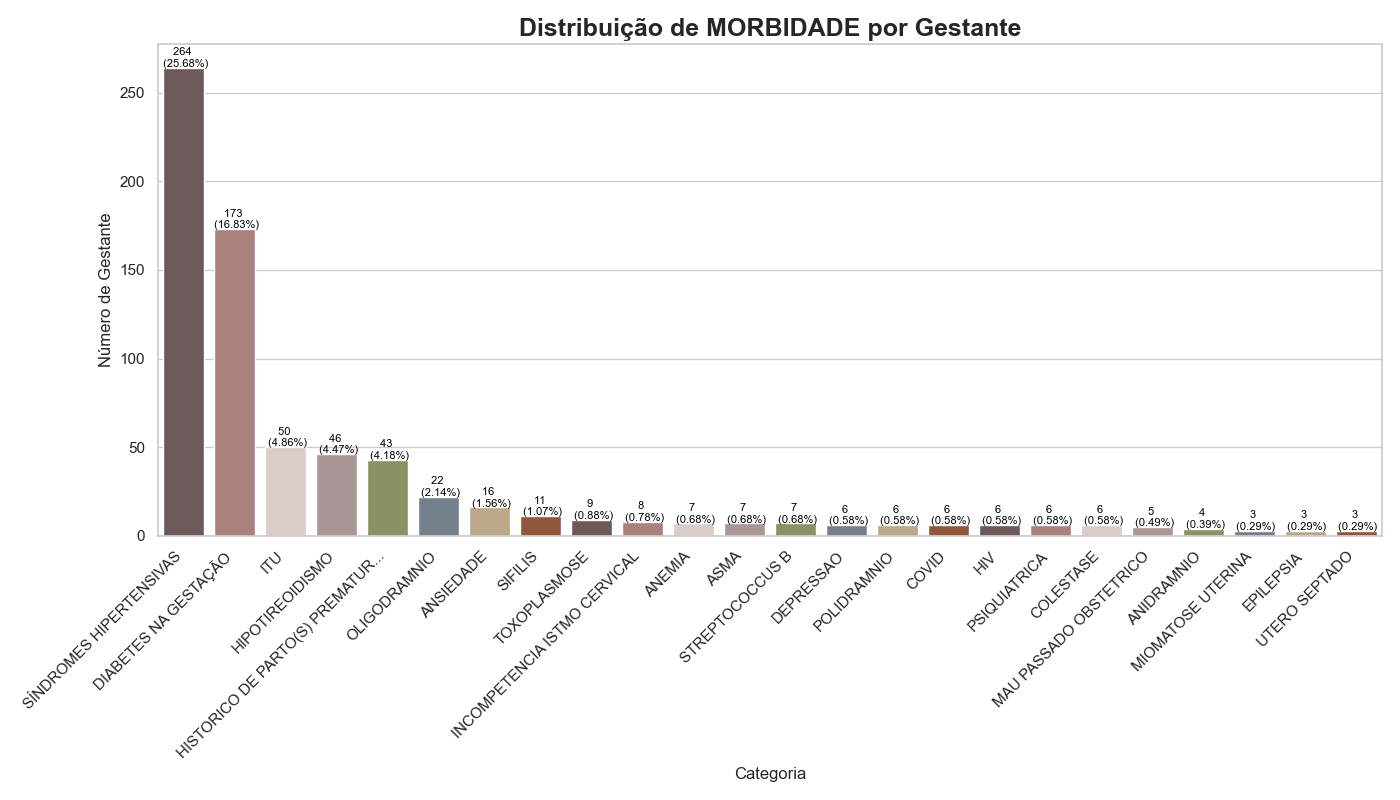 Distribuição de MORBIDADE por Gestante
Número de Gestante
250
200
150
100
50
0
264
(25.68%)
173
(16.83%)
50
(4.86%)
46
(4.47%)
43
(4.18%)
22
(2.14%)
16
(1.56%)
11
(1.07%)
9
(0.88%)
8
(0.78%)
7
(0.68%)
7
(0.68%)
7
(0.68%)
6
(0.58%)
6
(0.58%)
6
(0.58%)
6
(0.58%)
6
(0.58%)
6
(0.58%)
5
(0.49%)
4
(0.39%)
3
(0.29%)
3
(0.29%)
3
(0.29%)
SÍNDROMES HIPERTENSIVAS
DIABETES NA GESTAÇÃO
ITU
HIPOTIREOIDISMO
HISTORICO DE PARTO(S) PREMATUR...
OLIGODRAMNIO
ANSIEDADE
SIFILIS
TOXOPLASMOSE
INCOMPETENCIA ISTMO CERVICAL
ANEMIA
ASMA
STREPTOCOCCUS B
DEPRESSAO
POLIDRAMNIO
COVID
HIV
PSIQUIATRICA
COLESTASE
MAU PASSADO OBSTETRICO
ANIDRAMNIO
MIOMATOSE UTERINA
EPILEPSIA
UTERO SEPTADO
Categoria